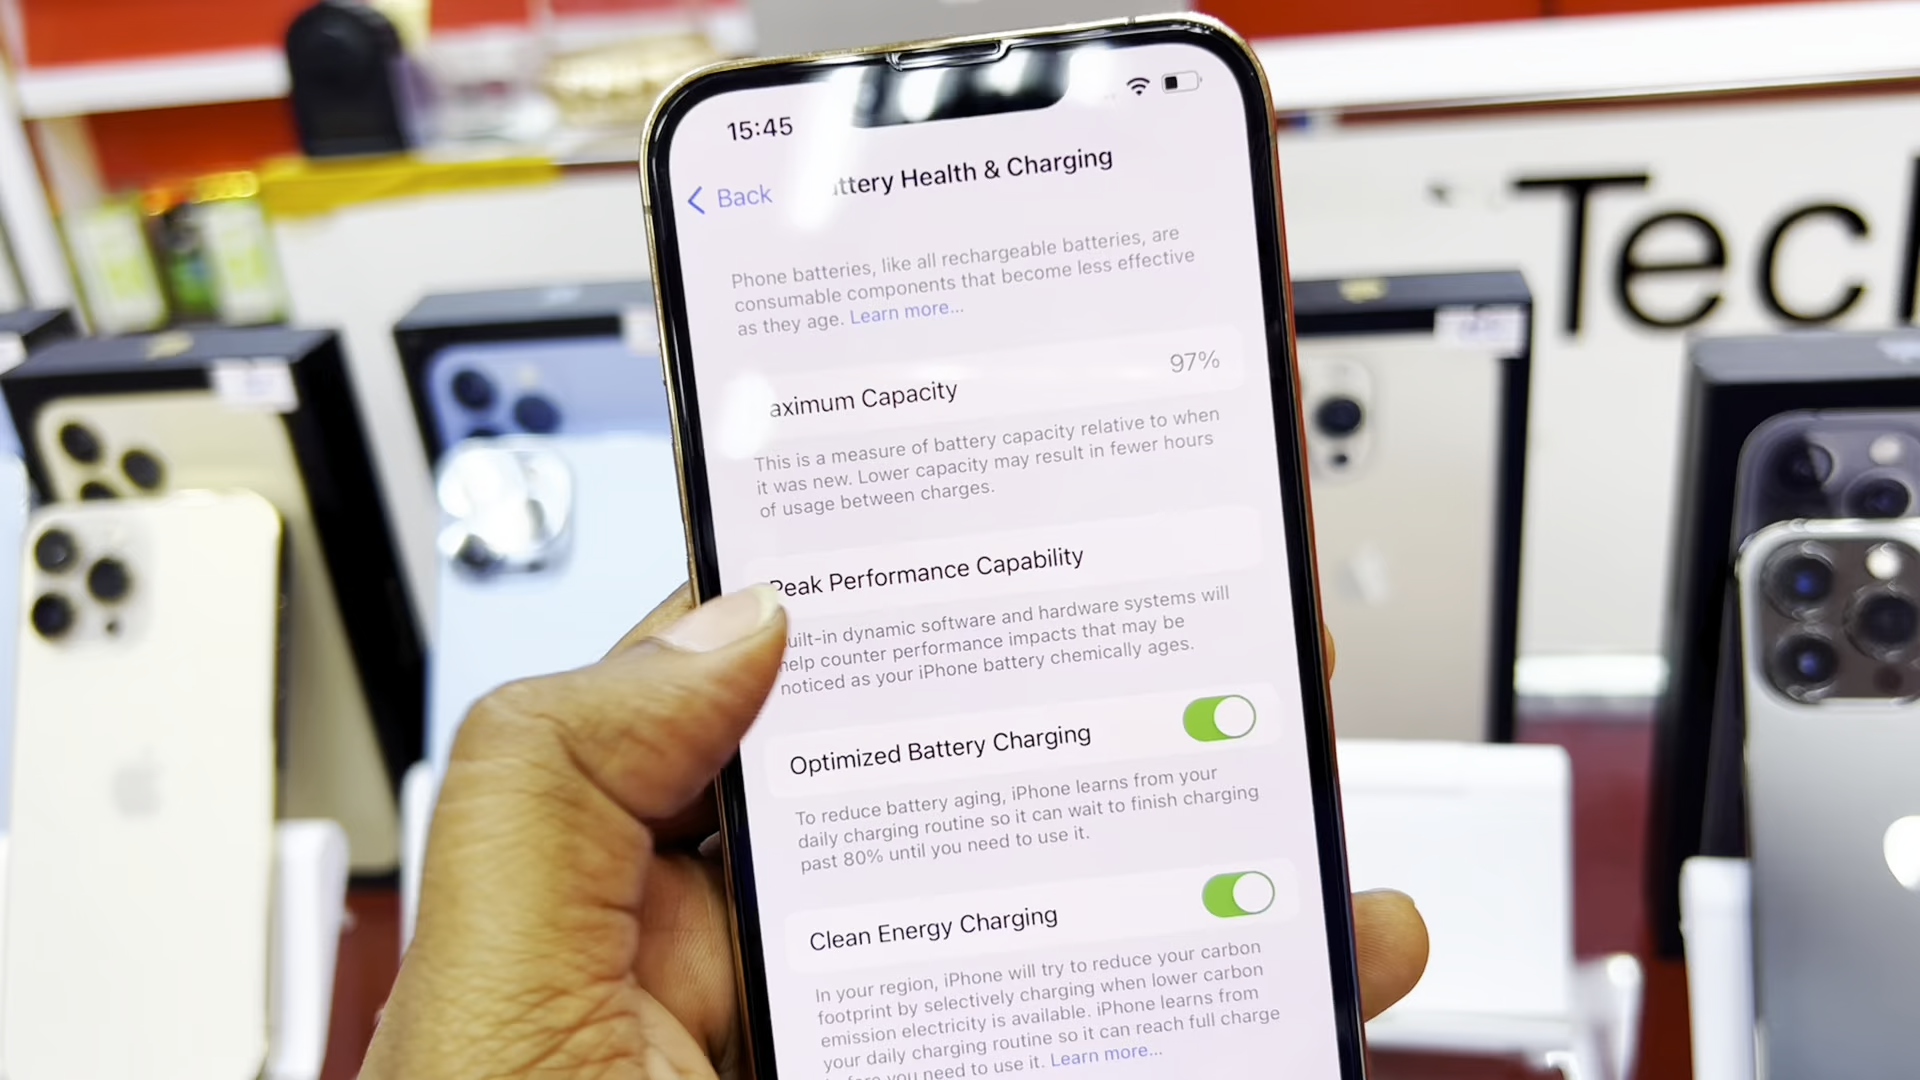 15:45
Back
ttery Health & Charging
Phone batteries, like all rechargeable batteries, are
consumable components that become less effective
as they age. Learn more...
aximum Capacity 97%
This is a measure of battery capacity relative to when
it was new. Lower capacity may result in fewer hours
of usage between charges.
Peak Performance Capability
uilt-in dynamic software and hardware systems will
help counter performance impacts that may be
noticed as your iPhone battery chemically ages.
Optimized Battery Charging
To reduce battery aging, iPhone learns from your
daily charging routine so it can wait to finish charging
past 80% until you need to use it.
Clean Energy Charging
In your region, iPhone will try to reduce your carbon
footprint by selectively charging when lower carbon
emission electricity is available. iPhone learns from
your daily charging routine so it can reach full charge
before you need to use it. Learn more...
Tec